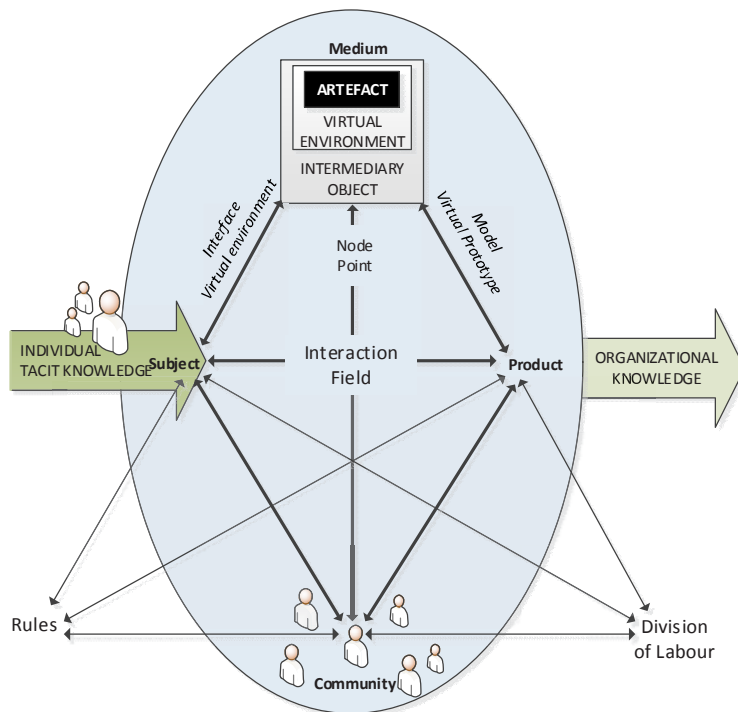 Medium
ARTEFACT
VIRTUAL
ENVIRONMENT
INTERMEDIARY
OBJECT
Interface
Virtual environment
Model
Virtual Prototype
Node
Point
INDIVIDUAL
TACIT KNOWLEDGE
Subject
Interaction
Field
Product
ORGANIZATIONAL
KNOWLEDGE
Rules
Division
of Labour
Community